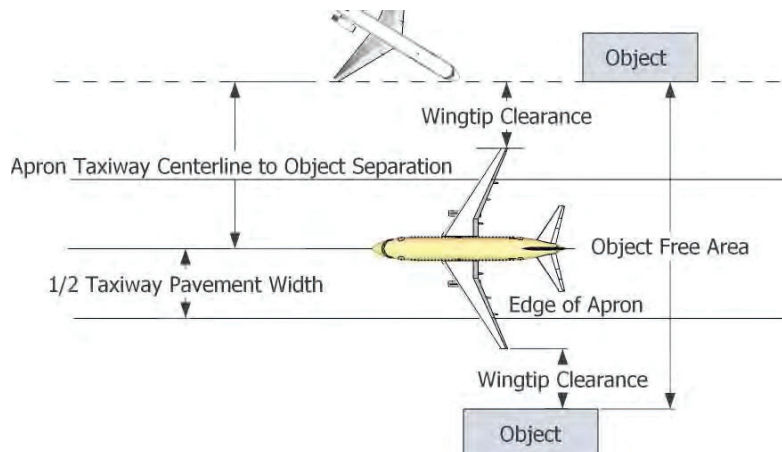 Object
Wingtip Clearance
Apron Taxiway Centerline to Object Separation
Object Free Area
1/2 Taxiway Pavement Width
Edge of Apron
Wingtip Clearance
Object